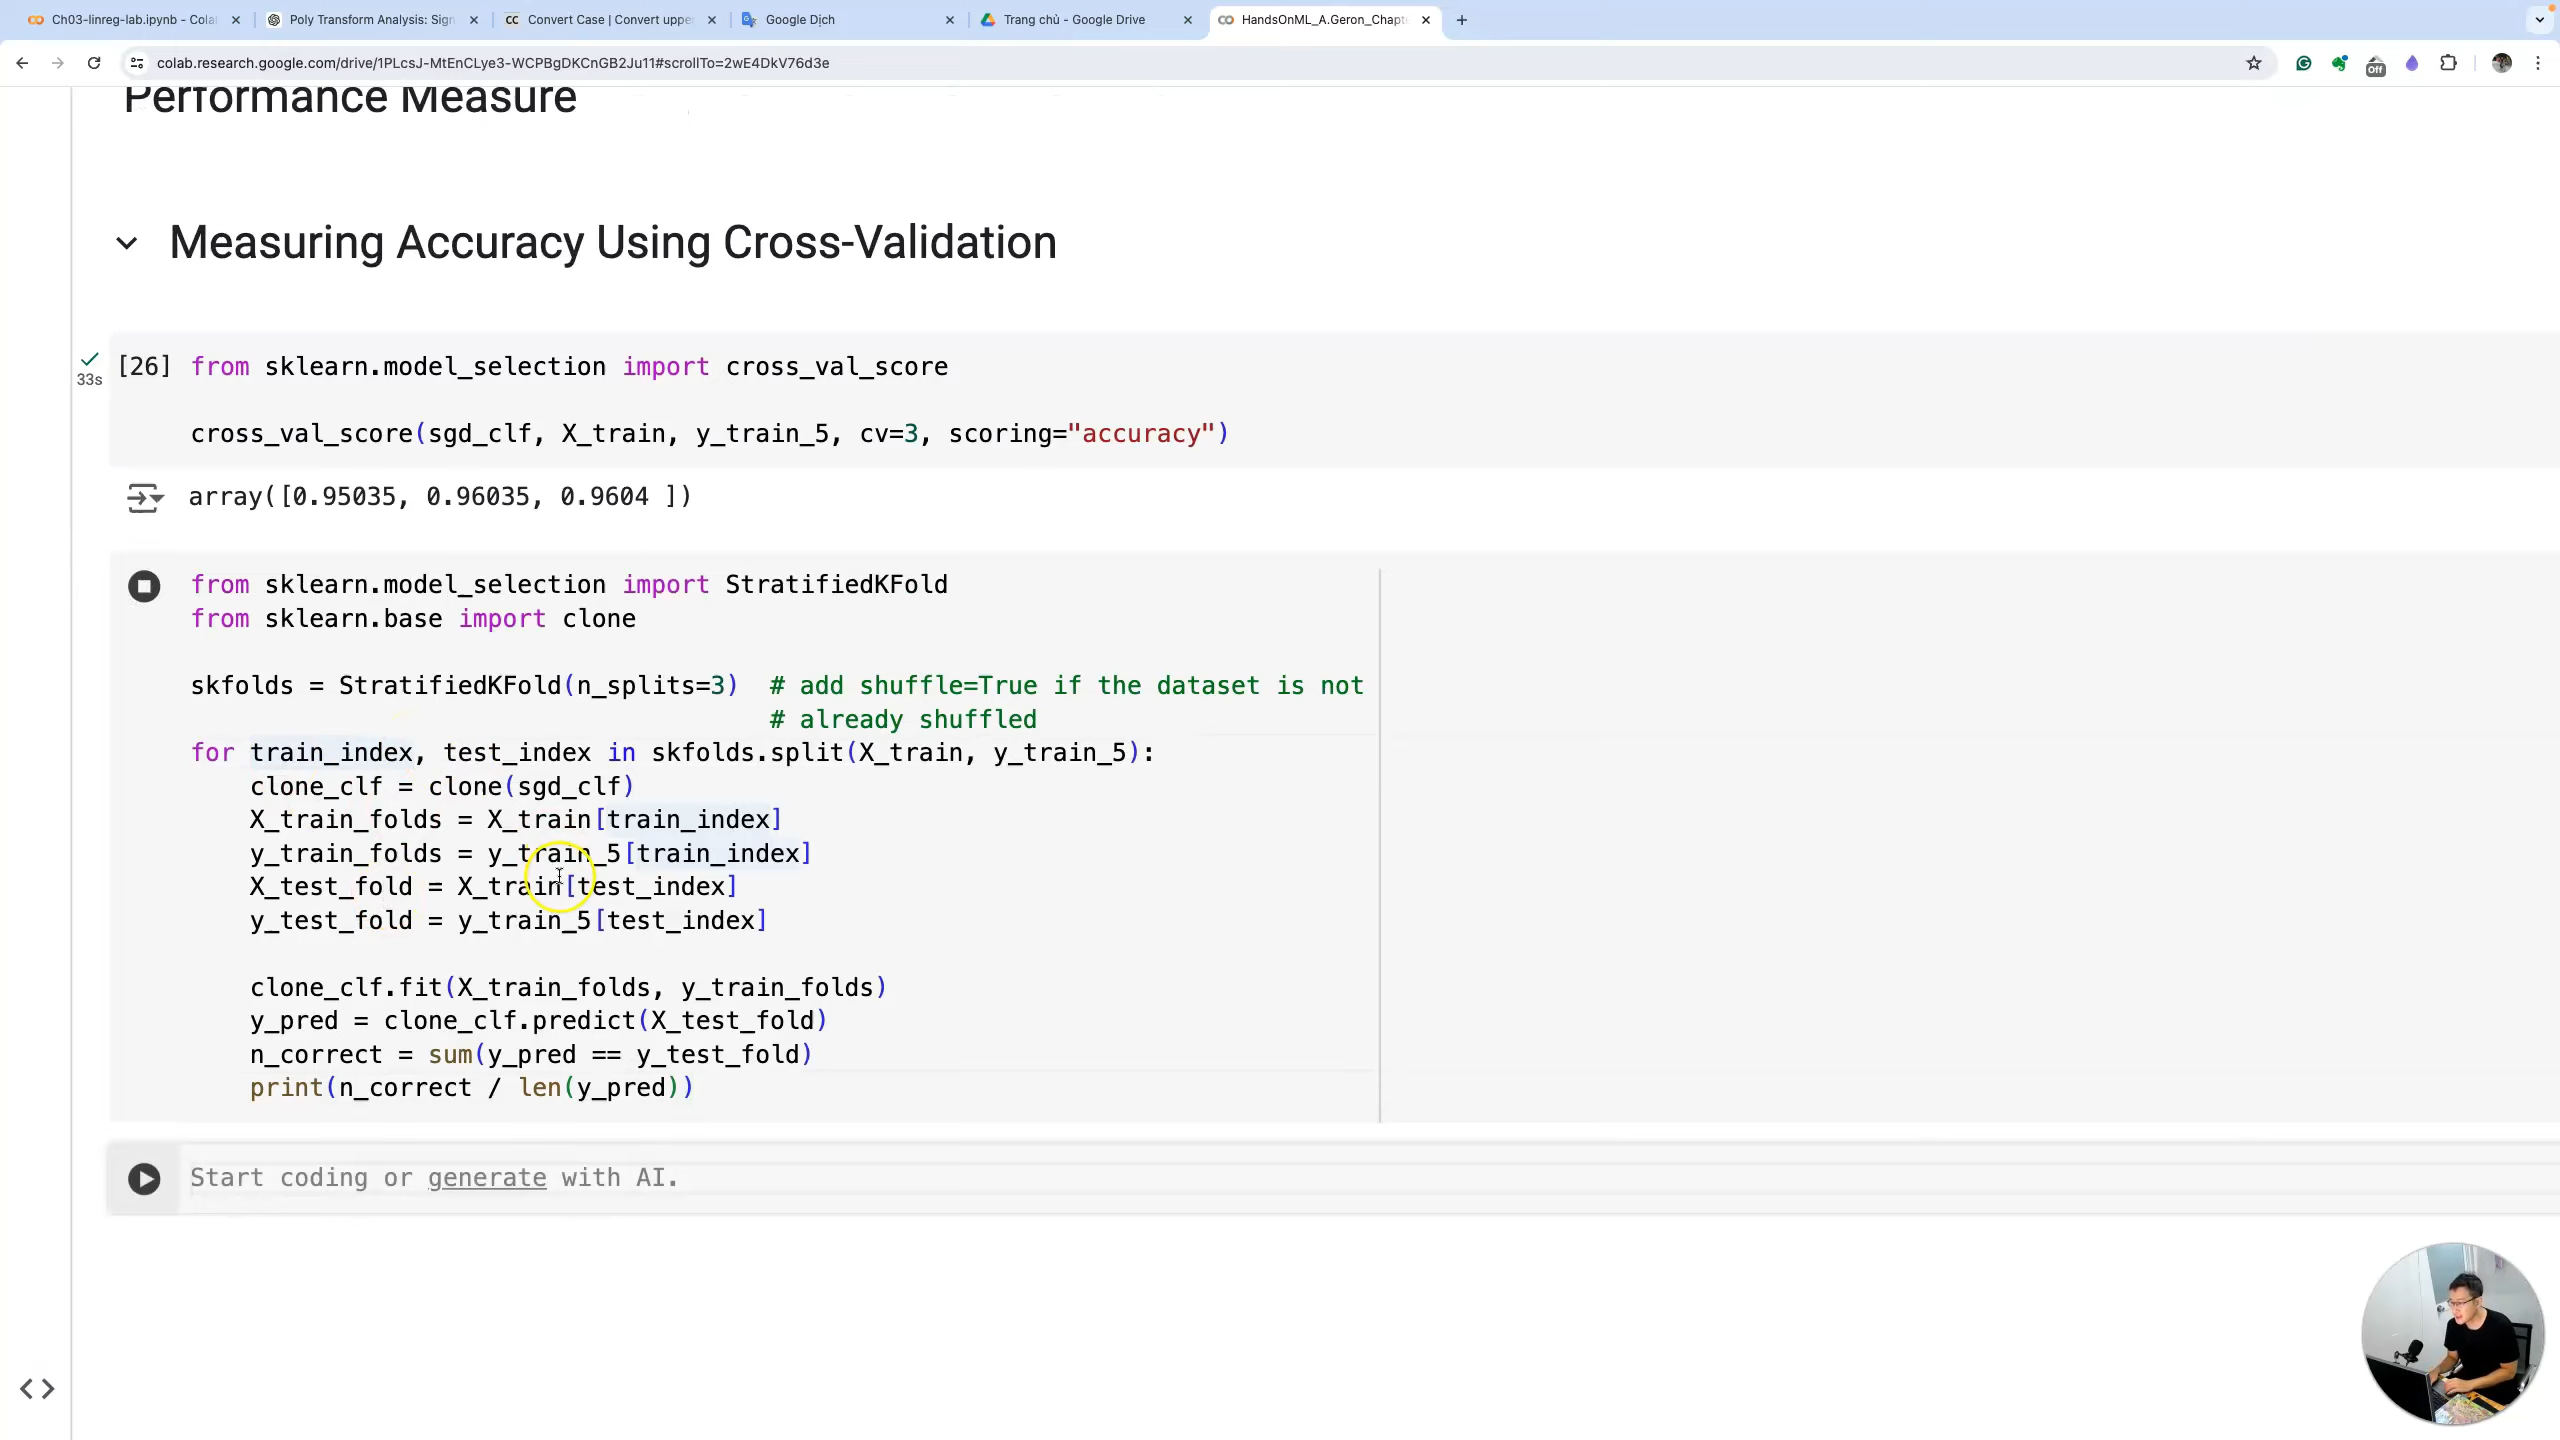 Ch03-linreg-lab.ipynb - Cola
Poly Transform Analysis: Sign
CC Convert Case | Convert upper
Google Dịch
Trang chủ - Google Drive
HandsOnML_A.Geron_Chapte
colab.research.google.com/drive/1PLcsJ-MtEnCLye3-WCPBgDKCnGB2Ju11#scrollTo=2wE4DkV76d3e
Off
Performance Measure
Measuring Accuracy Using Cross-Validation
33s
[26] from sklearn.model_selection import cross_val_score
cross_val_score(sgd_clf, X_train, y_train_5, cv=3, scoring="accuracy")
array([0.95035, 0.96035, 0.9604 ])
from sklearn.model_selection import StratifiedKFold
from sklearn.base import clone
skfolds = StratifiedKFold(n_splits=3)  # add shuffle=True if the dataset is not
# already shuffled
for train_index, test_index in skfolds.split(X_train, y_train_5):
    clone_clf = clone(sgd_clf)
    X_train_folds = X_train[train_index]
    y_train_folds = y_train_5[train_index]
    X_test_fold = X_train[test_index]
    y_test_fold = y_train_5[test_index]
    clone_clf.fit(X_train_folds, y_train_folds)
    y_pred = clone_clf.predict(X_test_fold)
    n_correct = sum(y_pred == y_test_fold)
    print(n_correct / len(y_pred))
Start coding or generate with AI.